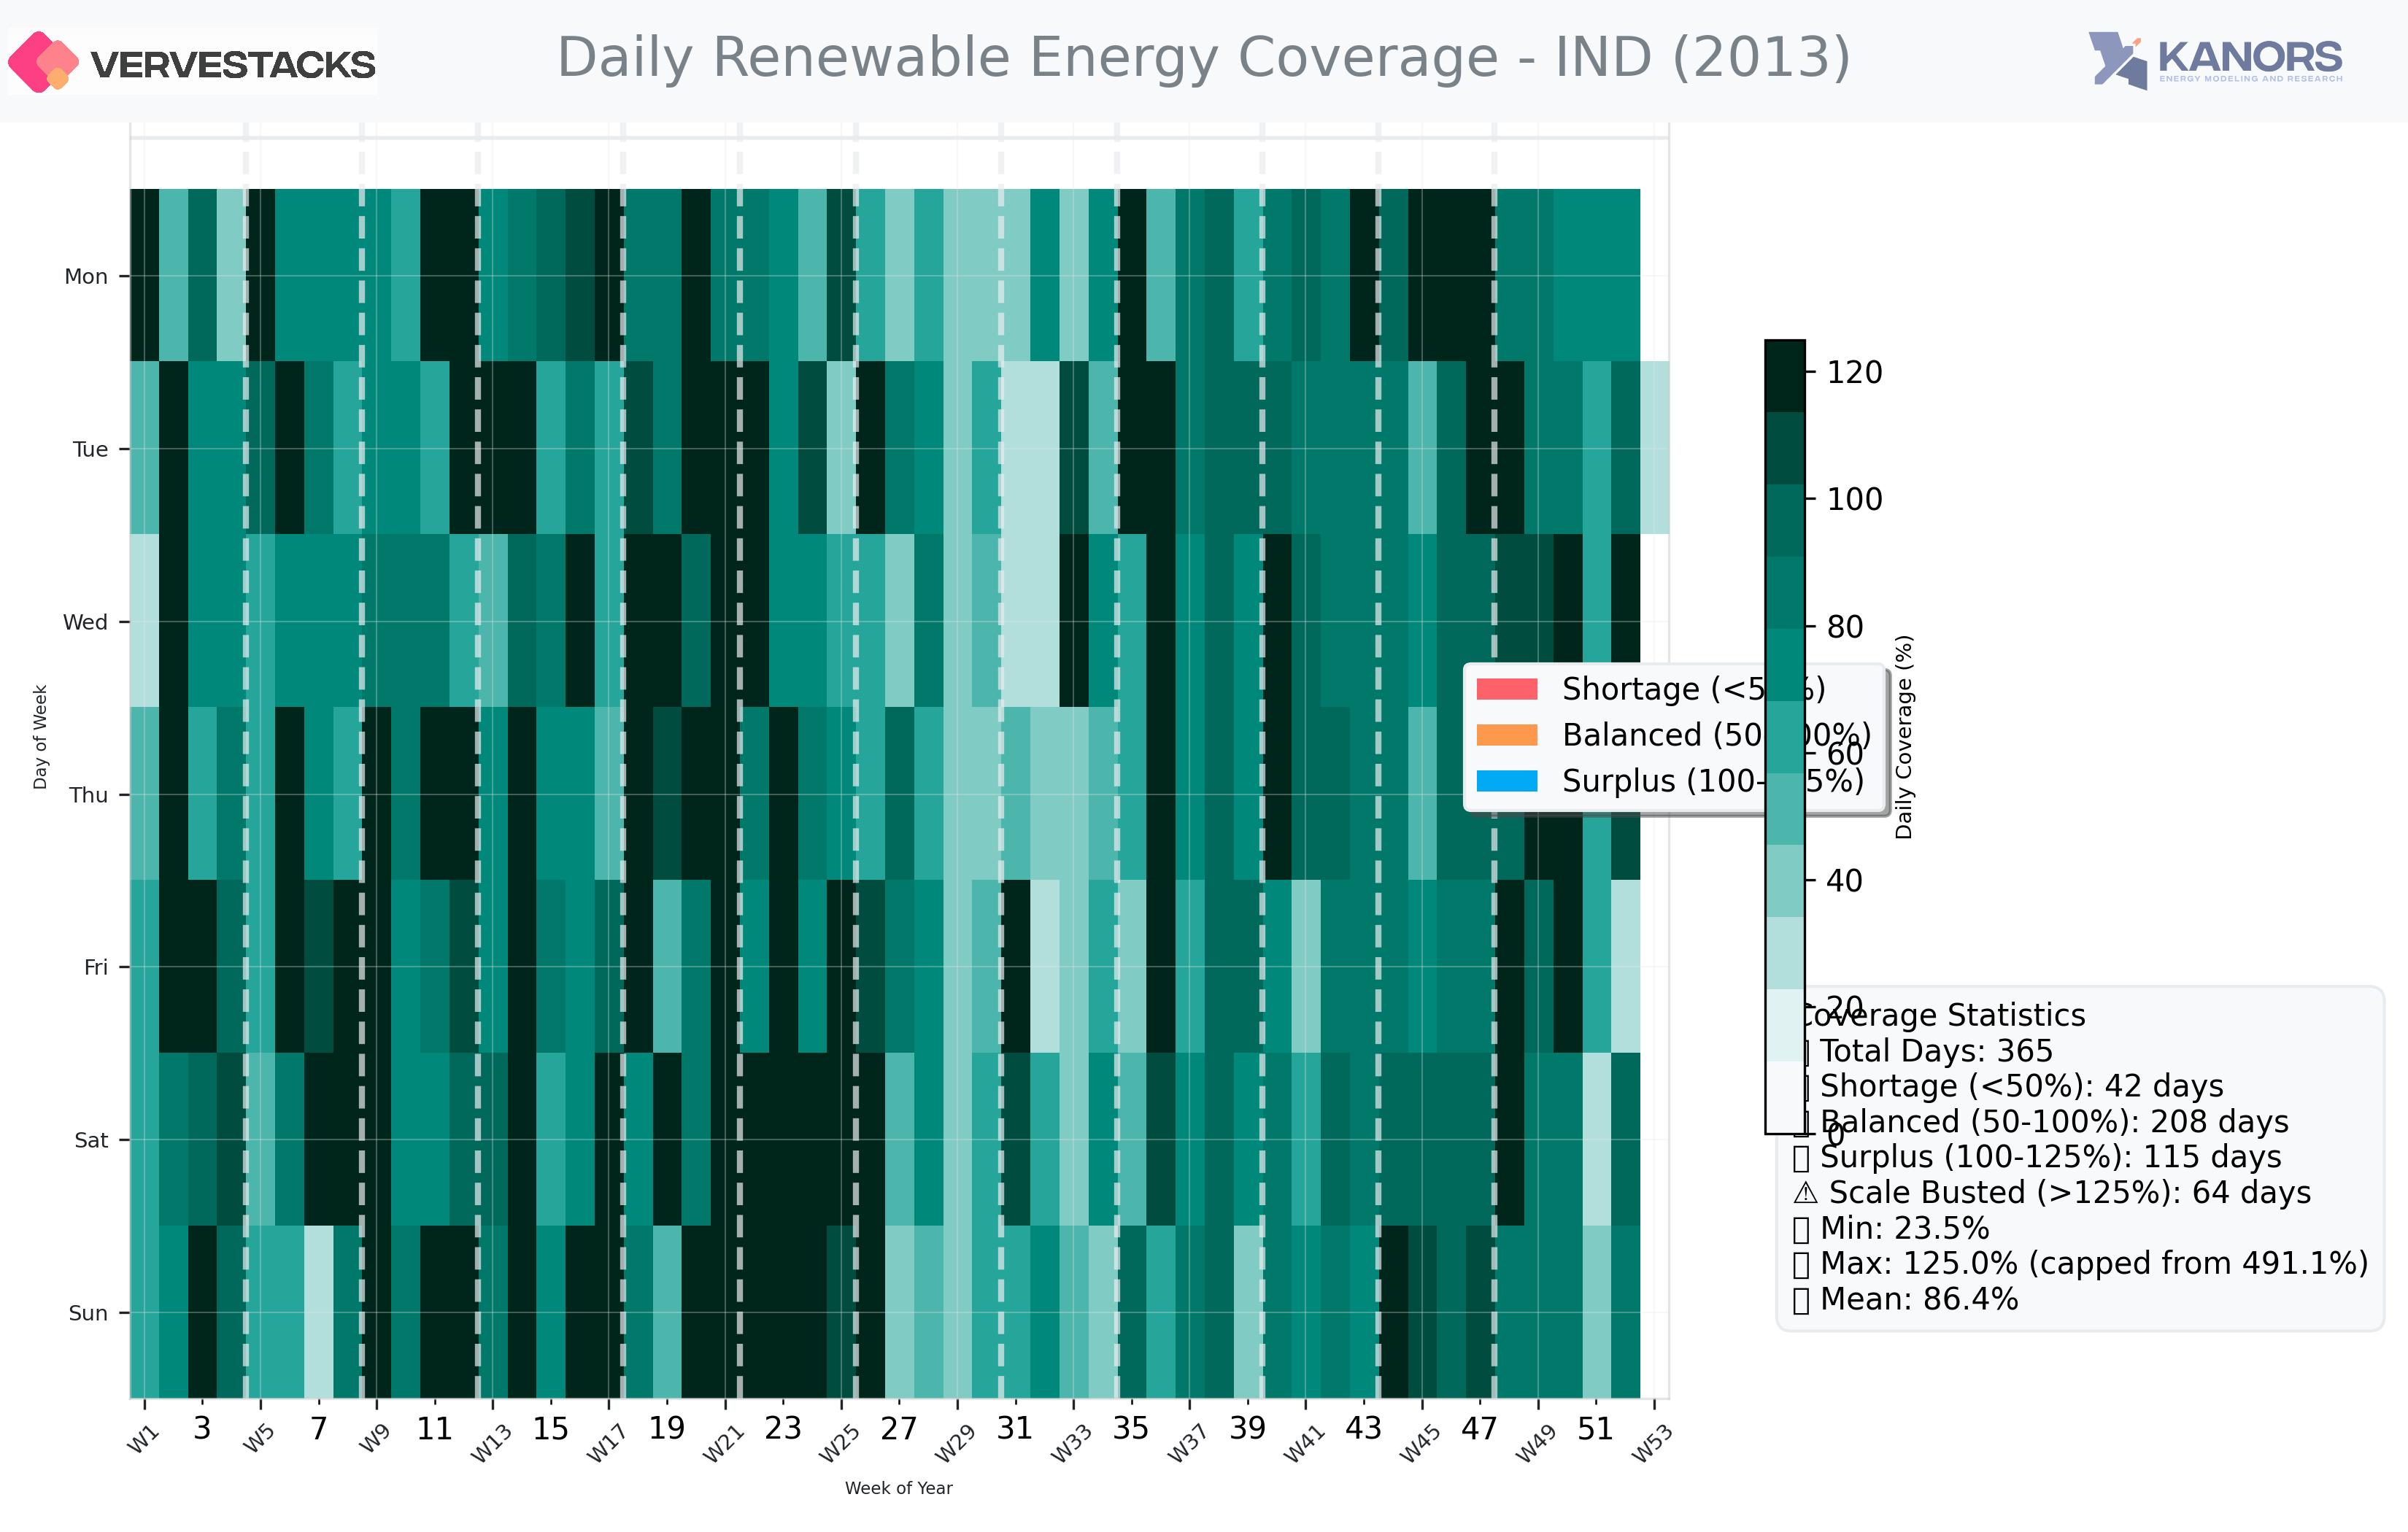 VERVESTACKS
Daily Renewable Energy Coverage - IND (2013)
KANORS
ENERGY MODELING AND RESEARCH
Mon
Tue
Wed
Thu
Fri
Sat
Sun
Day of Week
W1
3
W5
7
W9
11
W13
15
W17
19
W21
23
W25
27
W29
31
W33
35
W37
39
W41
43
W45
47
W49
51
W53
Week of Year
Shortage (<5 %)
Balanced (50 00%)
Surplus (100- 5%)
120
100
80
60
40
20
0
Daily Coverage (%)
Coverage Statistics
Total Days: 365
Shortage (<50%): 42 days
Balanced (50-100%): 208 days
Surplus (100-125%): 115 days
⚠ Scale Busted (>125%): 64 days
Min: 23.5%
Max: 125.0% (capped from 491.1%)
Mean: 86.4%